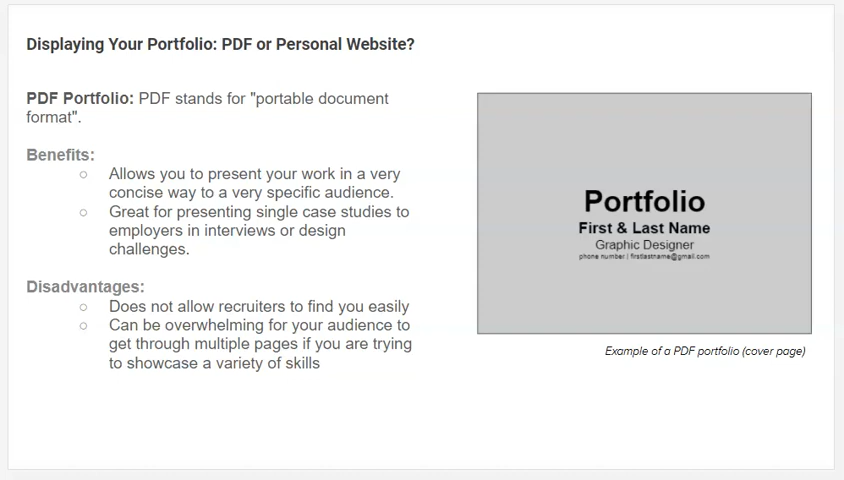 Displaying Your Portfolio: PDF or Personal Website?
PDF Portfolio: PDF stands for "portable document
format".
Benefits:
○ Allows you to present your work in a very
concise way to a very specific audience.
○ Great for presenting single case studies to
employers in interviews or design
challenges.
Disadvantages:
○ Does not allow recruiters to find you easily
○ Can be overwhelming for your audience to
get through multiple pages if you are trying
to showcase a variety of skills
Portfolio
First & Last Name
Graphic Designer
phone number | firstlastname@gmail.com
Example of a PDF portfolio (cover page)